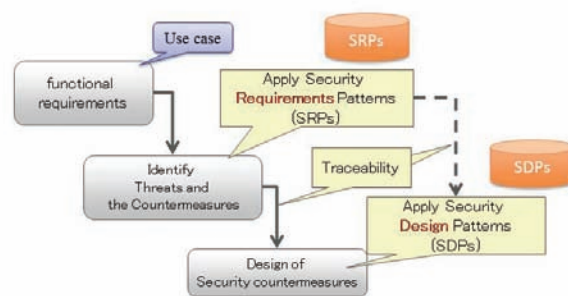 Use case
SRPs
functional
requirements
Apply Security
Requirements Patterns
(SRPs)
Identify
Threats and
the Countermeasures
Traceability
SDPs
Apply Security
Design Patterns
(SDPs)
Design of
Security countermeasures